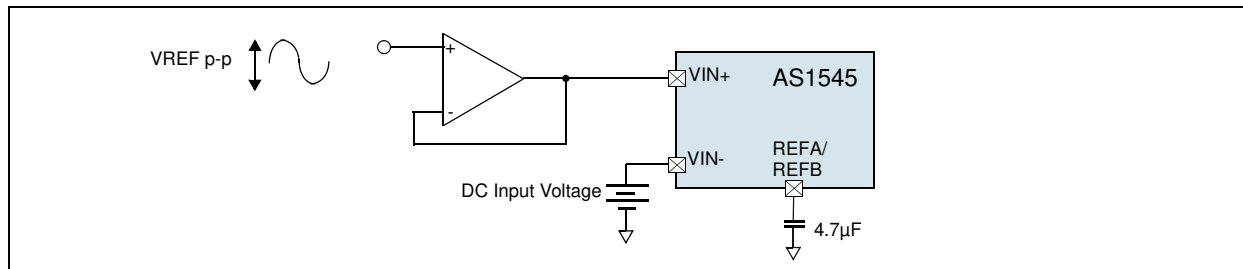 VREF p-p
+
-
VIN+
AS1545
VIN-
REFA/
REFB
DC Input Voltage
4.7µF